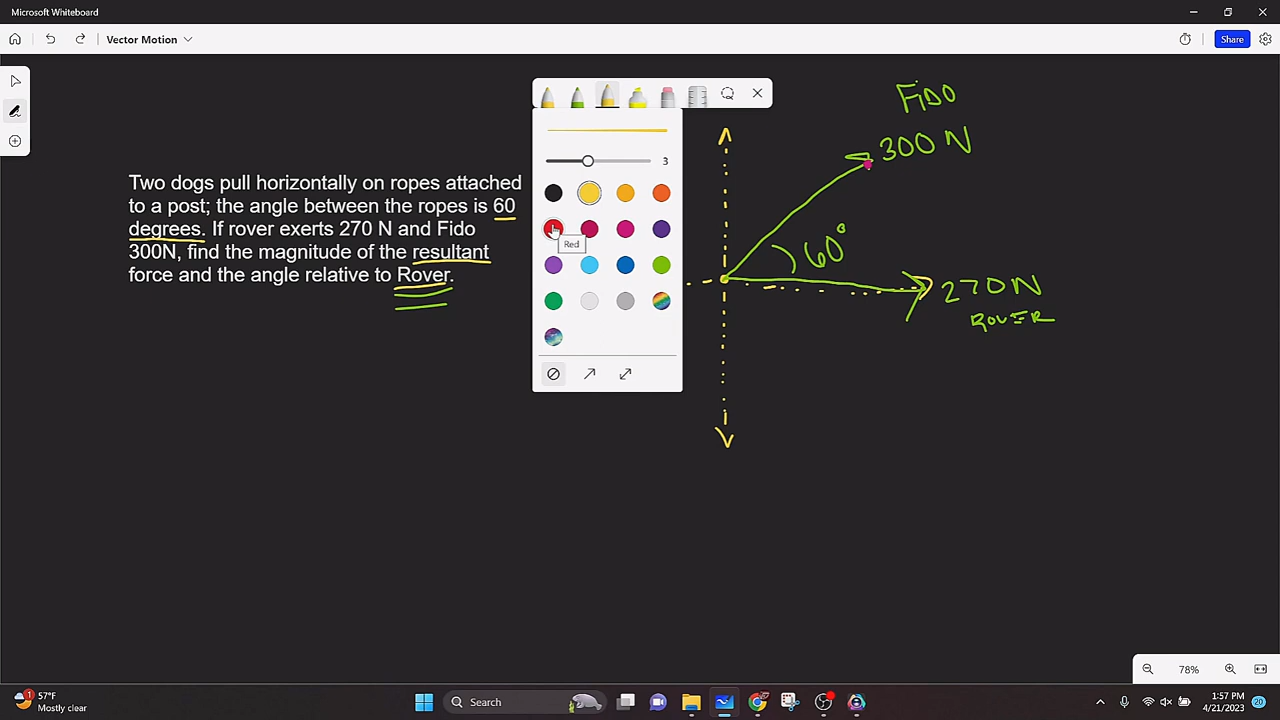 Microsoft Whiteboard
Vector Motion
Share
FiDO
300 N
3
Two dogs pull horizontally on ropes attached
to a post; the angle between the ropes is 60
degrees. If rover exerts 270 N and Fido
300N, find the magnitude of the resultant
force and the angle relative to Rover.
Red
60°
270N
ROVER
78%
1
57°F
Mostly clear
Search
1:57 PM
4/21/2023
20